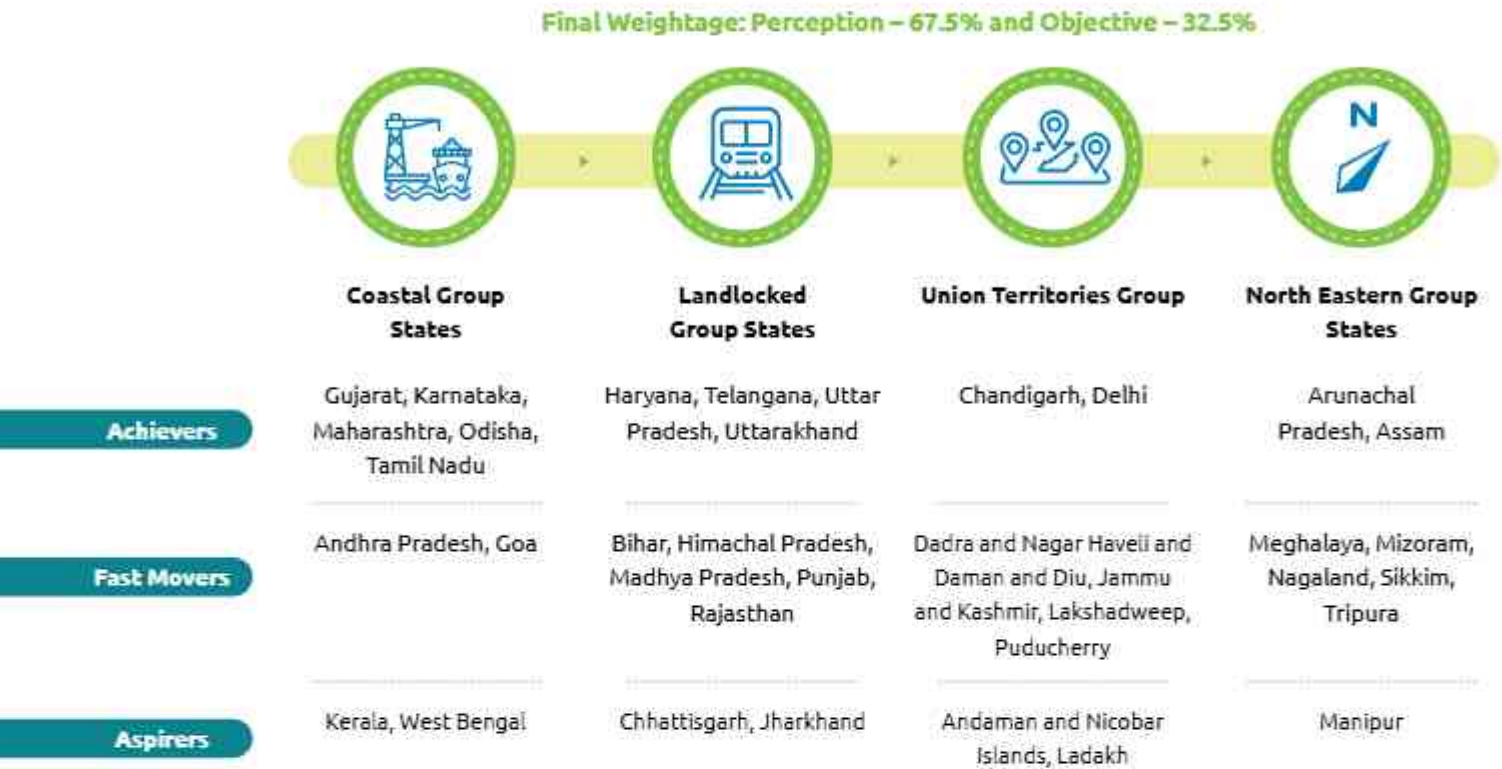 Final Weightage: Perception – 67.5% and Objective – 32.5%
N
Coastal Group
States
Landlocked
Group States
Union Territories Group
North Eastern Group
States
Achievers
Gujarat, Karnataka,
Maharashtra, Odisha,
Tamil Nadu
Haryana, Telangana, Uttar
Pradesh, Uttarakhand
Chandigarh, Delhi
Arunachal
Pradesh, Assam
Fast Movers
Andhra Pradesh, Goa
Bihar, Himachal Pradesh,
Madhya Pradesh, Punjab,
Rajasthan
Dadra and Nagar Haveli and
Daman and Diu, Jammu
and Kashmir, Lakshadweep,
Puducherry
Meghalaya, Mizoram,
Nagaland, Sikkim,
Tripura
Aspirers
Kerala, West Bengal
Chhattisgarh, Jharkhand
Andaman and Nicobar
Islands, Ladakh
Manipur